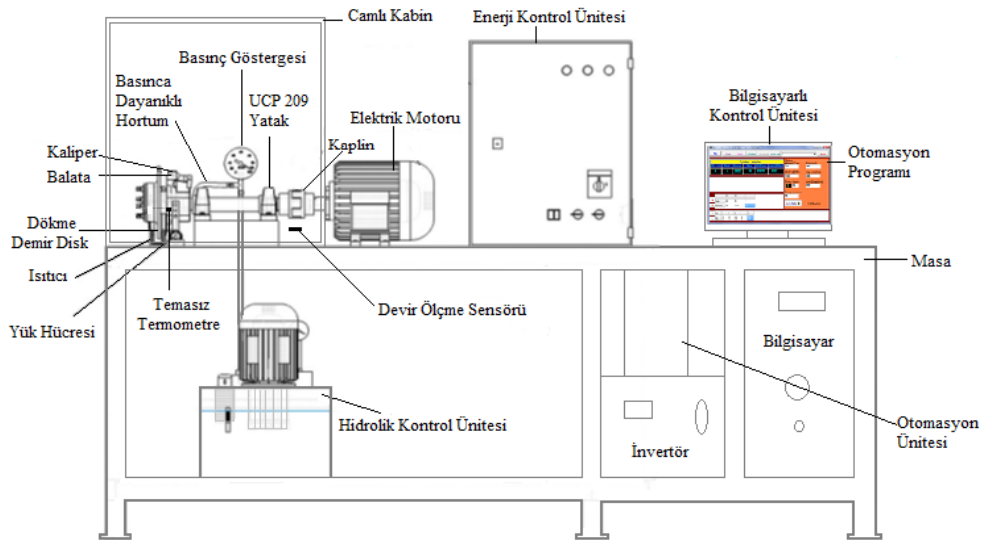 Camlı Kabin
Enerji Kontrol Ünitesi
Basınç Göstergesi
Basınca
Dayanıklı
Hortum
UCP 209
Yatak
Elektrik Motoru
Kaplin
Bilgisayarlı
Kontrol Ünitesi
Otomasyon
Programı
Kaliper
Balata
Dökme
Demir Disk
Isıtıcı
Yük Hücresi
Temasız
Termometre
Devir Ölçme Sensörü
Masa
Hidrolik Kontrol Ünitesi
Bilgisayar
İnvertör
Otomasyon
Ünitesi